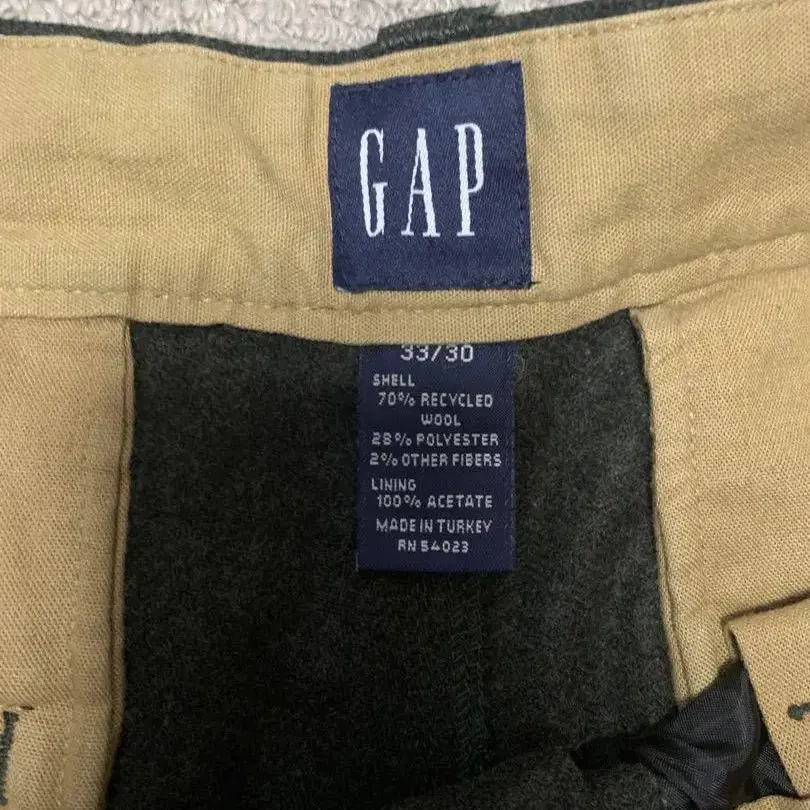 GAP
33/30
SHELL
70% RECYCLED
WOOL
28% POLYESTER
2% OTHER FIBERS
LINING
100% ACETATE
MADE IN TURKEY
RN 54023